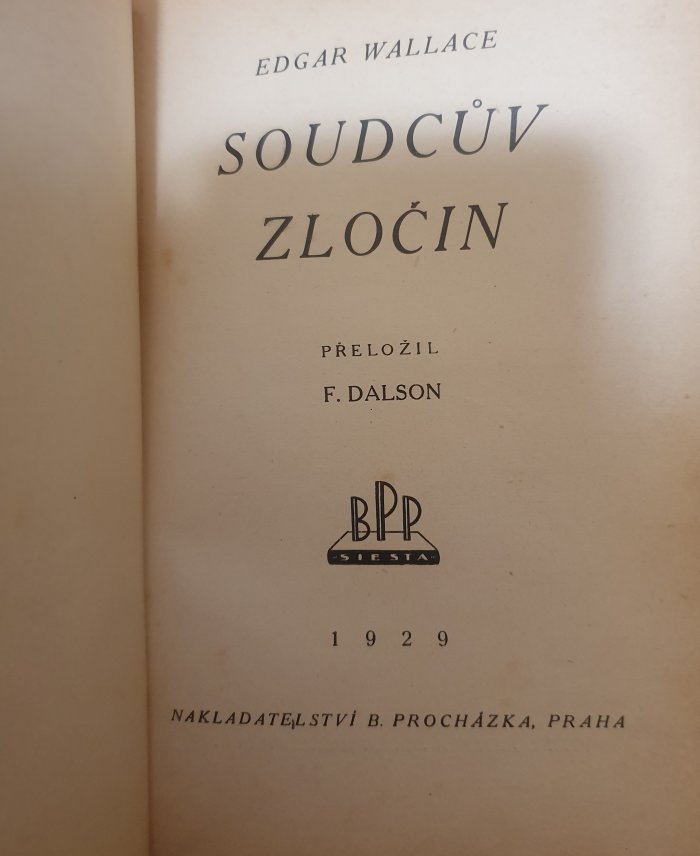 EDGAR WALLACE
SOUDCŮV
ZLOČIN
PŘELOŽIL
F. DALSON
BPP
SIESTA
1929
NAKLADATELSTVÍ B. PROCHÁZKA, PRAHA